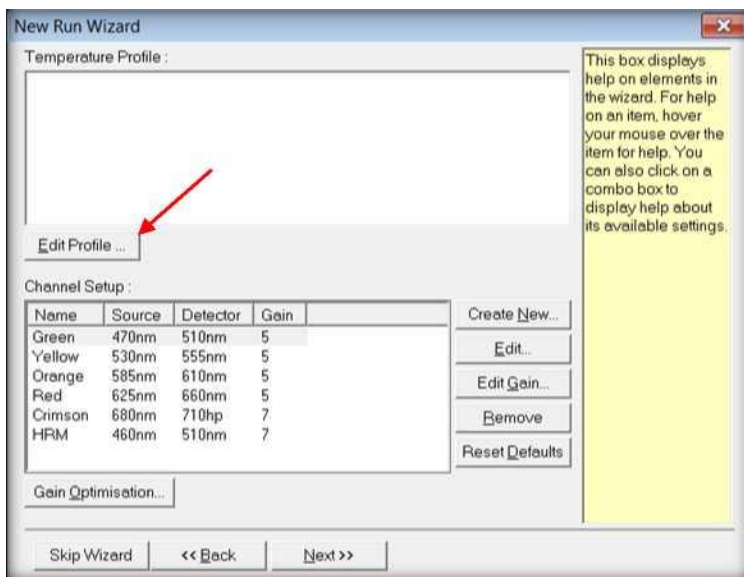 New Run Wizard
Temperature Profile :
This box displays
help on elements in
the wizard. For help
on an item, hover
your mouse over the
item for help. You
can also click on a
combo box to
display help about
its available settings.
Edit Profile ...
Channel Setup :
Name Source Detector Gain
Green 470nm 510nm 5
Yellow 530nm 555nm 5
Orange 585nm 610nm 5
Red 625nm 660nm 5
Crimson 680nm 710hp 7
HRM 460nm 510nm 7
Create New...
Edit...
Edit Gain...
Remove
Reset Defaults
Gain Optimisation...
Skip Wizard << Back Next >>